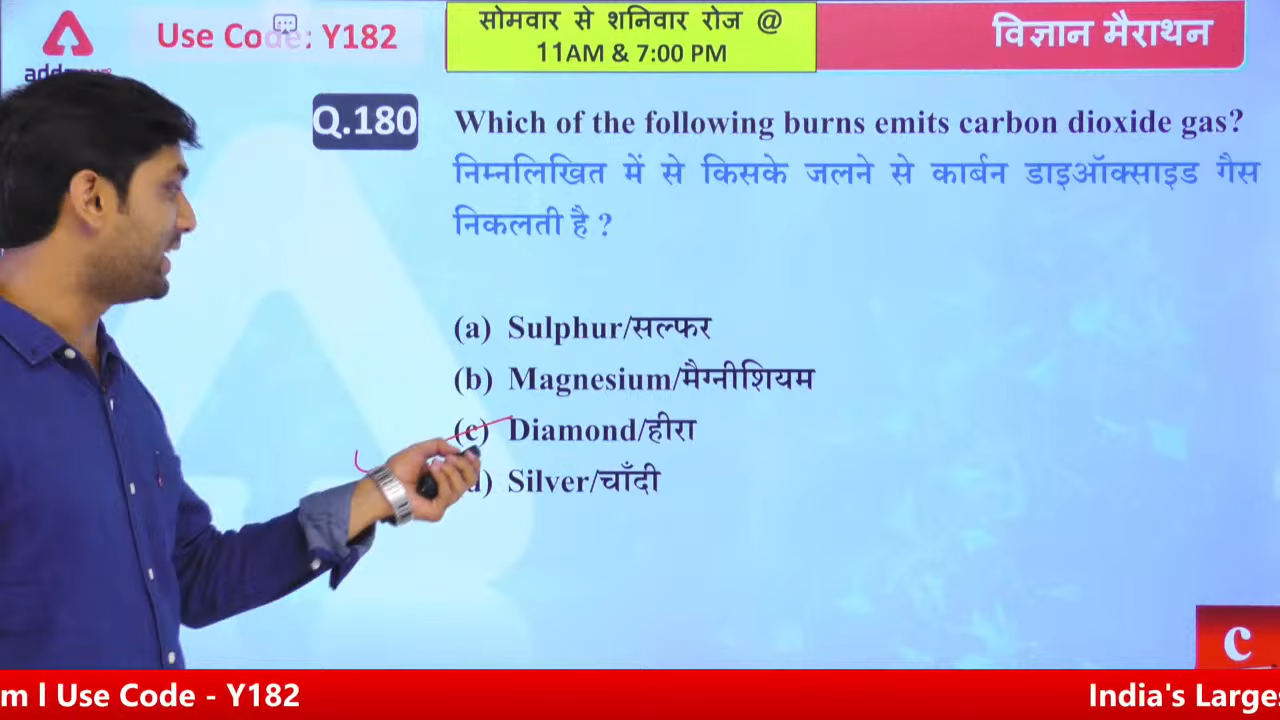 Use Code: Y182
सोमवार से शनिवार रोज @
11AM & 7:00 PM
विज्ञान मैराथन
Q.180
Which of the following burns emits carbon dioxide gas?
निम्नलिखित में से किसके जलने से कार्बन डाइऑक्साइड गैस
निकलती है ?
(a) Sulphur/सल्फर
(b) Magnesium/मैग्नीशियम
(c) Diamond/हीरा
d) Silver/चाँदी
c
m l Use Code - Y182
India's Large